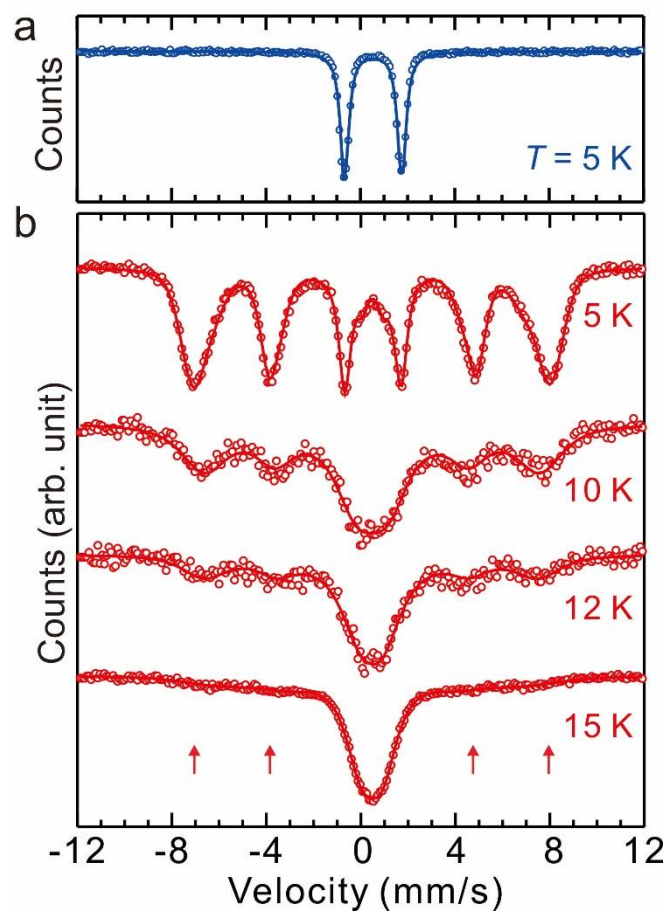 a
Counts
T = 5 K
b
Counts (arb. unit)
5 K
10 K
12 K
15 K
-12 -8 -4 0 4 8 12
Velocity (mm/s)